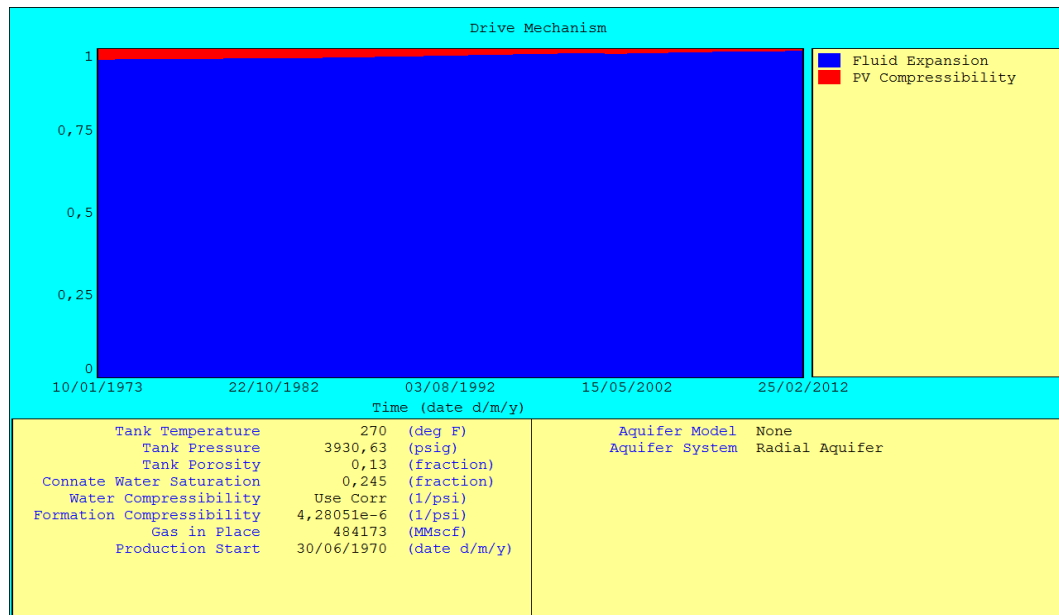 Drive Mechanism
Fluid Expansion
PV Compressibility
1
0,75
0,5
0,25
0
10/01/1973 22/10/1982 03/08/1992 15/05/2002 25/02/2012
Time (date d/m/y)
Tank Temperature 270 (deg F)
Tank Pressure 3930,63 (psig)
Tank Porosity 0,13 (fraction)
Connate Water Saturation 0,245 (fraction)
Water Compressibility Use Corr (1/psi)
Formation Compressibility 4,28051e-6 (1/psi)
Gas in Place 484173 (MMscf)
Production Start 30/06/1970 (date d/m/y)
Aquifer Model None
Aquifer System Radial Aquifer